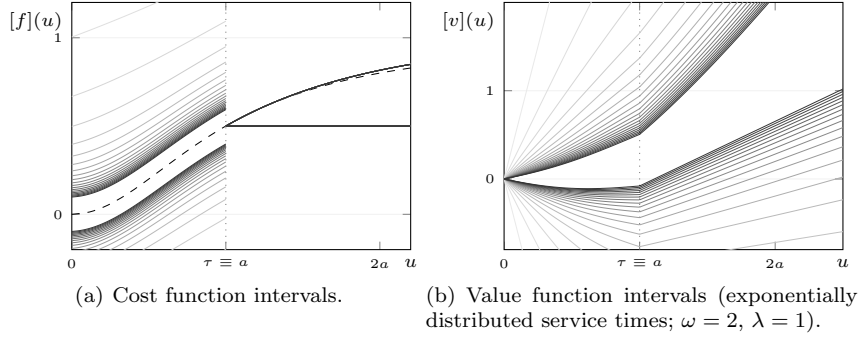 [f](u)
1
0
0
τ ≡ a
2a
u
(a) Cost function intervals.
[v](u)
1
0
0
τ ≡ a
2a
u
(b) Value function intervals (exponentially
distributed service times; ω = 2, λ = 1).